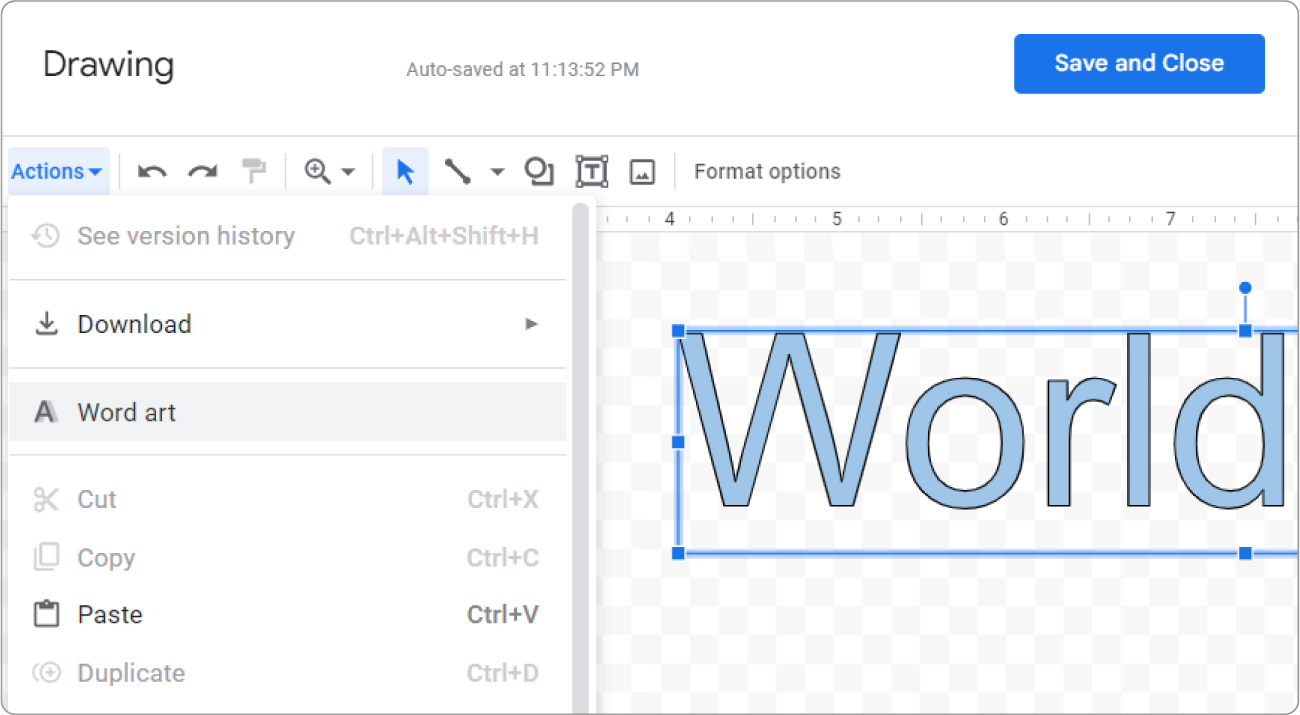 Drawing
Auto-saved at 11:13:52 PM
Save and Close
Actions
Format options
4 5 6 7
See version history Ctrl+Alt+Shift+H
Download
Word art
Cut Ctrl+X
Copy Ctrl+C
Paste Ctrl+V
Duplicate Ctrl+D
World